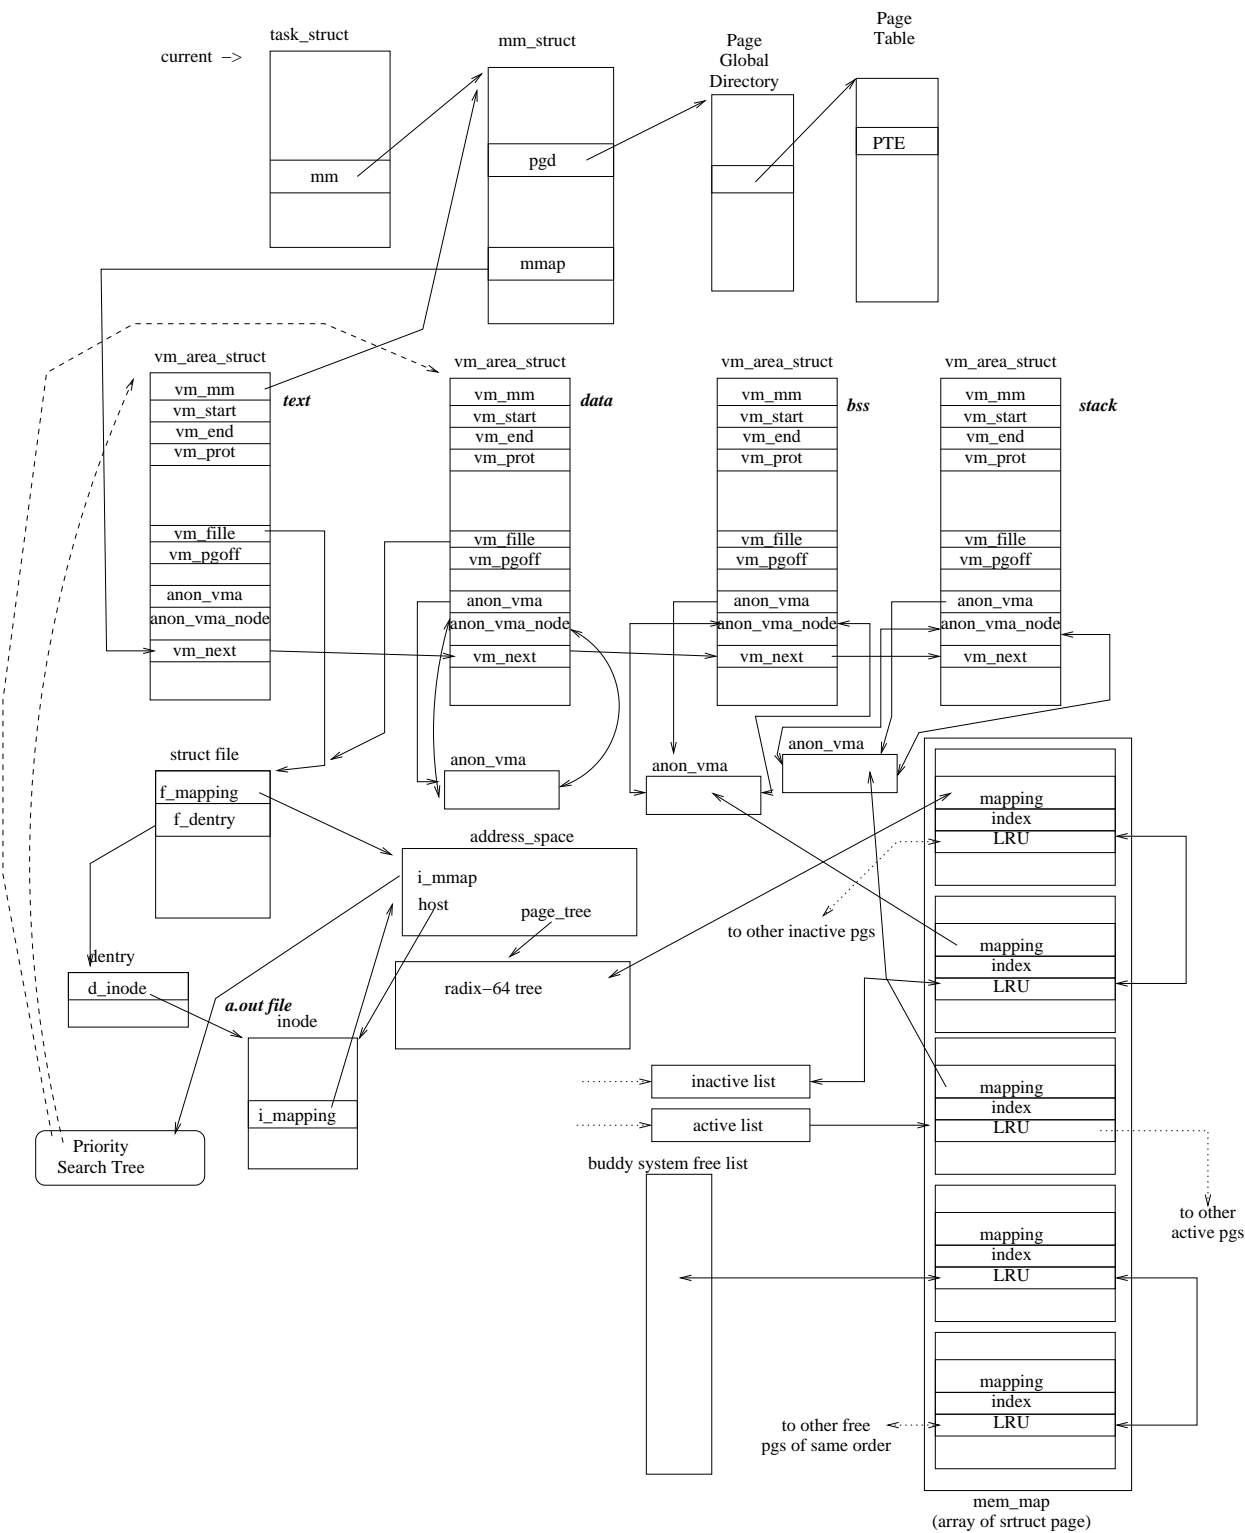 task_struct
current −>
mm
mm_struct
pgd
mmap
Page
Global
Directory
Page
Table
PTE
vm_area_struct
vm_mm
vm_start
vm_end
vm_prot
vm_fille
vm_pgoff
anon_vma
anon_vma_node
vm_next
text
vm_area_struct
vm_mm
vm_start
vm_end
vm_prot
vm_fille
vm_pgoff
anon_vma
anon_vma_node
vm_next
data
vm_area_struct
vm_mm
vm_start
vm_end
vm_prot
vm_fille
vm_pgoff
anon_vma
anon_vma_node
vm_next
bss
vm_area_struct
vm_mm
vm_start
vm_end
vm_prot
vm_fille
vm_pgoff
anon_vma
anon_vma_node
vm_next
stack
struct file
f_mapping
f_dentry
anon_vma
anon_vma
anon_vma
address_space
i_mmap
host
page_tree
radix−64 tree
dentry
d_inode
a.out file
inode
i_mapping
Priority
Search Tree
to other inactive pgs
inactive list
active list
buddy system free list
mapping
index
LRU
mapping
index
LRU
mapping
index
LRU
to other
active pgs
mapping
index
LRU
mapping
index
LRU
to other free
pgs of same order
mem_map
(array of srtruct page)